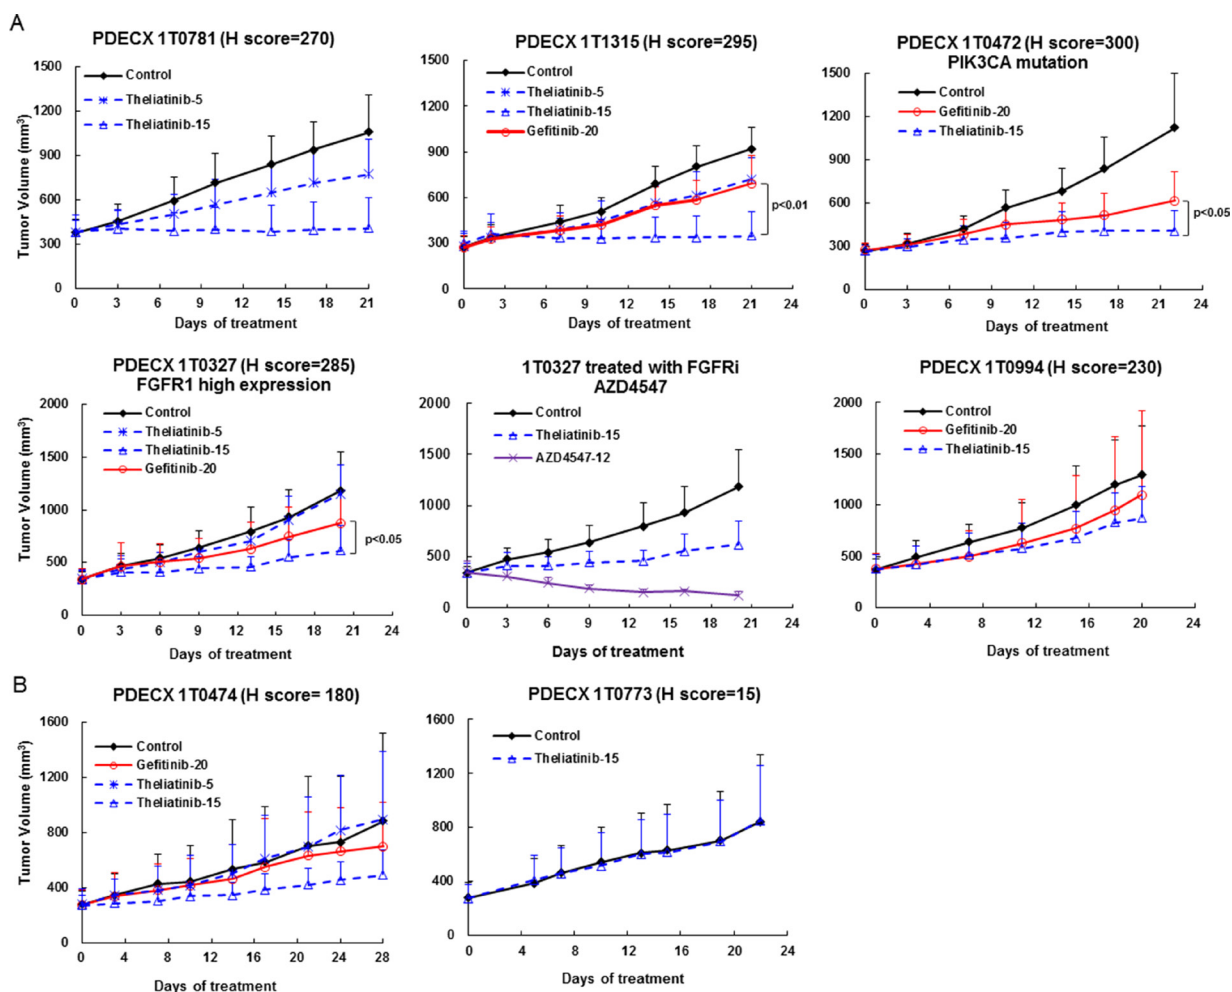 A
PDECX 1T0781 (H score=270)
Tumor Volume (mm³)
1500
1200
900
600
300
0
Control
Theliatinib-5
Theliatinib-15
0 3 6 9 12 15 18 21
Days of treatment
PDECX 1T1315 (H score=295)
1500
1200
900
600
300
0
Control
Theliatinib-5
Theliatinib-15
Gefitinib-20
p<0.01
0 3 6 9 12 15 18 21 24
Days of treatment
PDECX 1T0472 (H score=300)
PIK3CA mutation
1500
1200
900
600
300
0
Control
Gefitinib-20
Theliatinib-15
p<0.05
0 3 6 9 12 15 18 21 24
Days of treatment
PDECX 1T0327 (H score=285)
FGFR1 high expression
Tumor Volume (mm³)
2000
1500
1000
500
0
Control
Theliatinib-5
Theliatinib-15
Gefitinib-20
p<0.05
0 3 6 9 12 15 18 21 24
Days of treatment
1T0327 treated with FGFRi
AZD4547
2000
1500
1000
500
0
Control
Theliatinib-15
AZD4547-12
0 3 6 9 12 15 18 21 24
Days of treatment
PDECX 1T0994 (H score=230)
2000
1500
1000
500
0
Control
Gefitinib-20
Theliatinib-15
0 4 8 12 16 20 24
Days of treatment
B
PDECX 1T0474 (H score= 180)
Tumor Volume (mm³)
1600
1200
800
400
0
Control
Gefitinib-20
Theliatinib-5
Theliatinib-15
0 4 8 12 16 20 24 28
Days of treatment
PDECX 1T0773 (H score=15)
1600
1200
800
400
0
Control
Theliatinib-15
0 4 8 12 16 20 24
Days of treatment